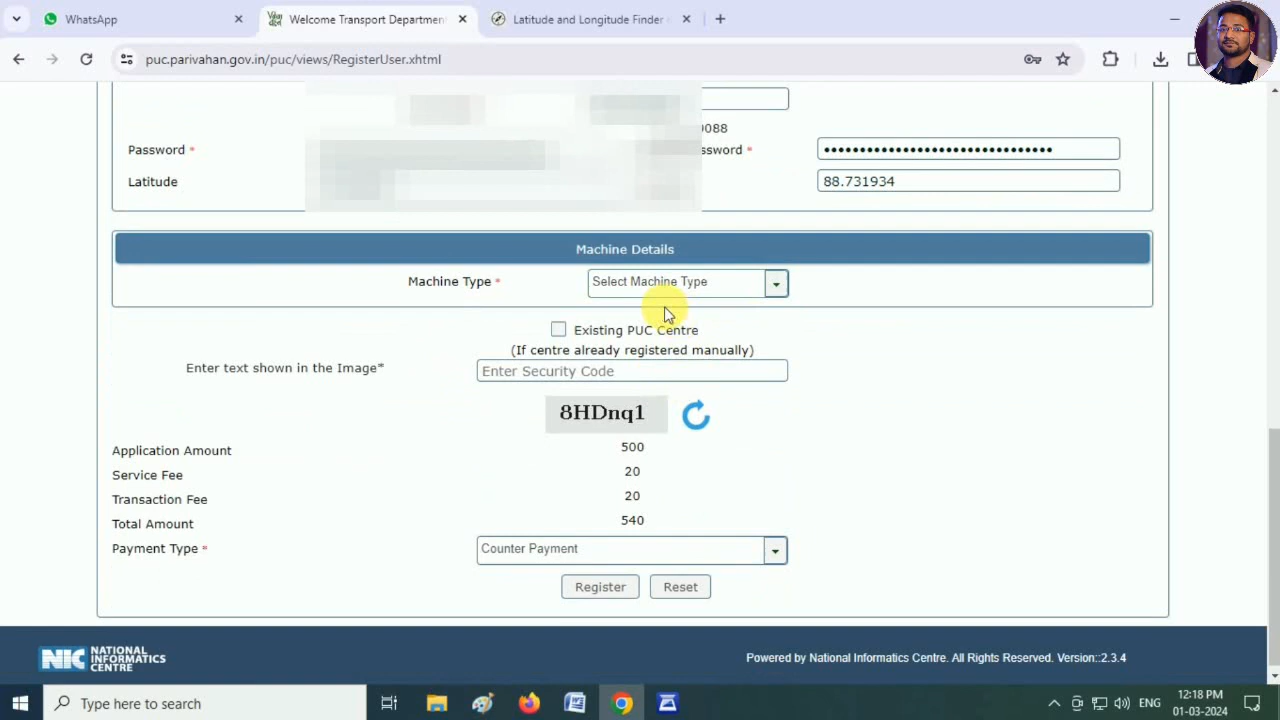 WhatsApp
Welcome Transport Departmen
Latitude and Longitude Finder
puc.parivahan.gov.in/puc/views/RegisterUser.xhtml
0088
Password *
ssword *
••••••••••••••••••••••••••••••••
Latitude
88.731934
Machine Details
Machine Type *
Select Machine Type
Existing PUC Centre
(If centre already registered manually)
Enter text shown in the Image*
Enter Security Code
8HDnq1
Application Amount 500
Service Fee 20
Transaction Fee 20
Total Amount 540
Payment Type * Counter Payment
Register Reset
NIC NATIONAL INFORMATICS CENTRE
Powered by National Informatics Centre. All Rights Reserved. Version::2.3.4
Type here to search
ENG
12:18 PM
01-03-2024